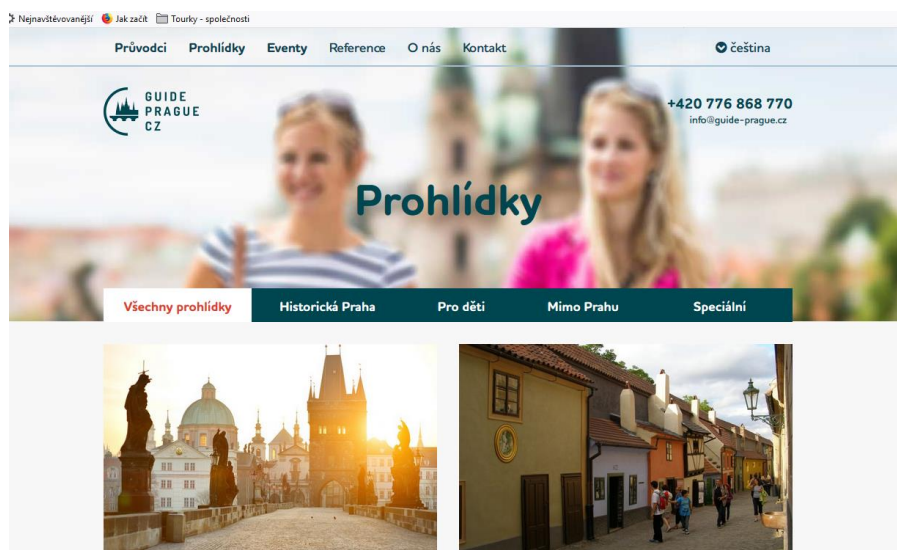 Nejnavštěvovanější Jak začít Tourky - společnosti
Průvodci Prohlídky Eventy Reference O nás Kontakt čeština
GUIDE
PRAGUE
CZ
+420 776 868 770
info@guide-prague.cz
Prohlídky
Všechny prohlídky Historická Praha Pro děti Mimo Prahu Speciální